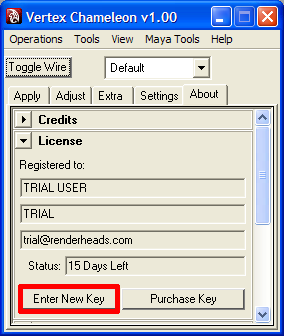 Vertex Chameleon v1.00
Operations Tools View Maya Tools Help
Toggle Wire Default
Apply Adjust Extra Settings About
Credits
License
Registered to:
TRIAL USER
TRIAL
trial@renderheads.com
Status: 15 Days Left
Enter New Key Purchase Key